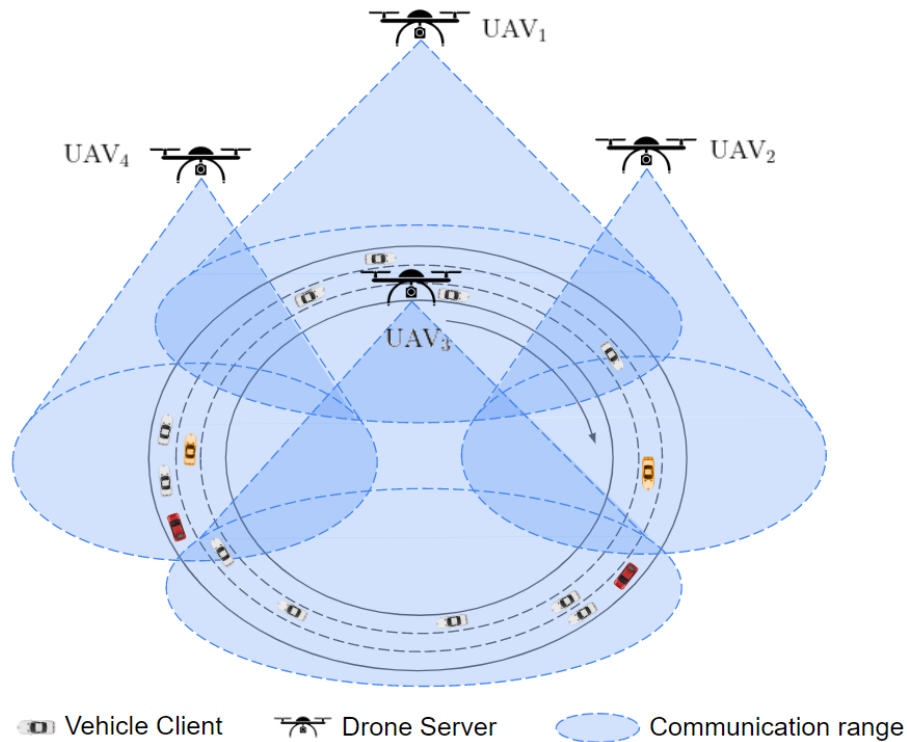 UAV₁
UAV₄
UAV₂
UAV₃
Vehicle Client
Drone Server
Communication range